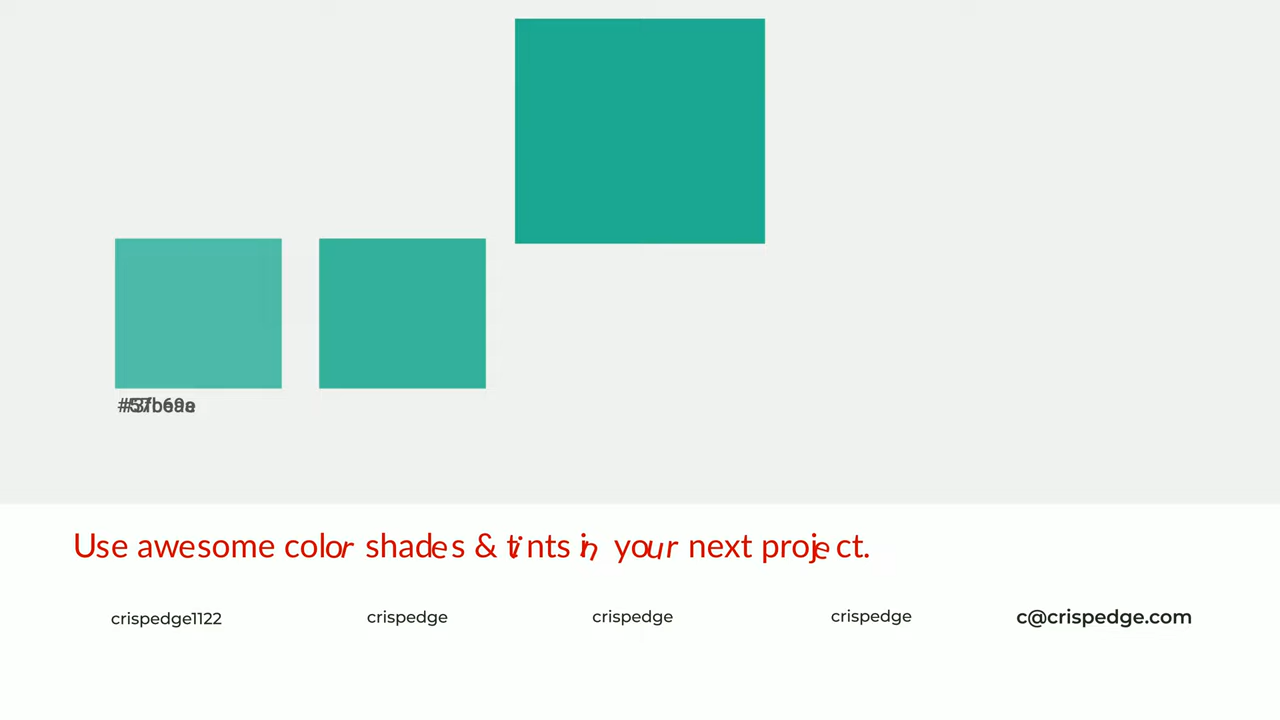 Use awesome color shades & tints in your next project.
crispedge1122 crispedge crispedge crispedge c@crispedge.com